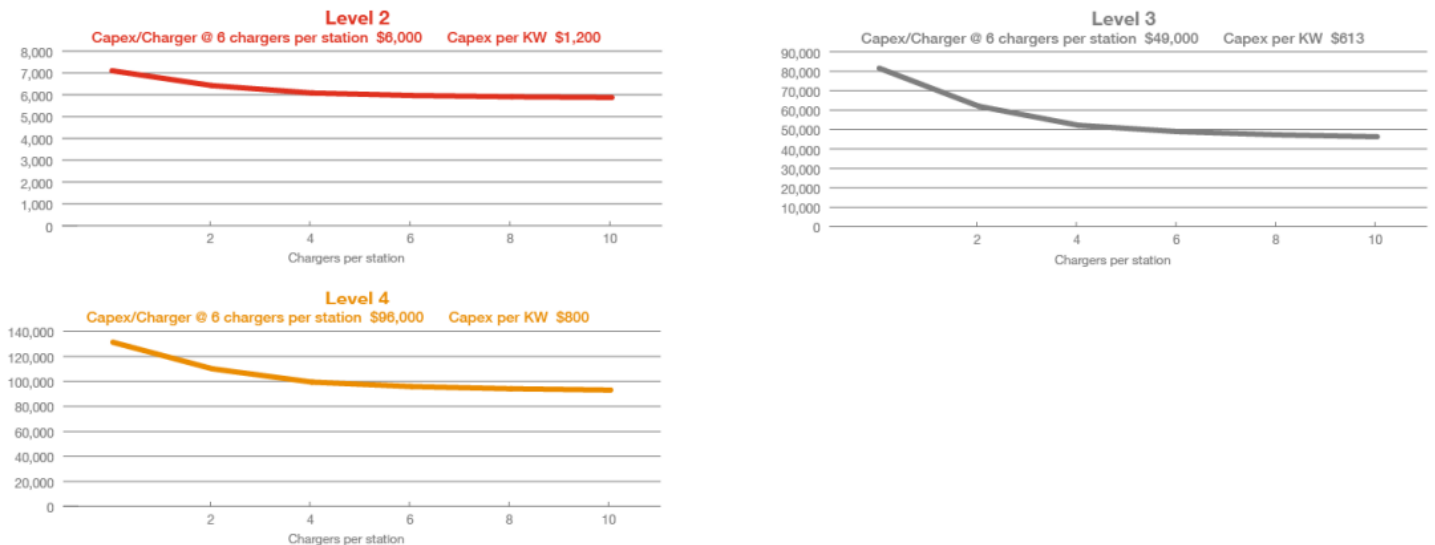 Level 2
Capex/Charger @ 6 chargers per station $6,000 Capex per KW $1,200
8,000
7,000
6,000
5,000
4,000
3,000
2,000
1,000
0
2 4 6 8 10
Chargers per station
Level 3
Capex/Charger @ 6 chargers per station $49,000 Capex per KW $613
90,000
80,000
70,000
60,000
50,000
40,000
30,000
20,000
10,000
0
2 4 6 8 10
Chargers per station
Level 4
Capex/Charger @ 6 chargers per station $96,000 Capex per KW $800
140,000
120,000
100,000
80,000
60,000
40,000
20,000
0
2 4 6 8 10
Chargers per station